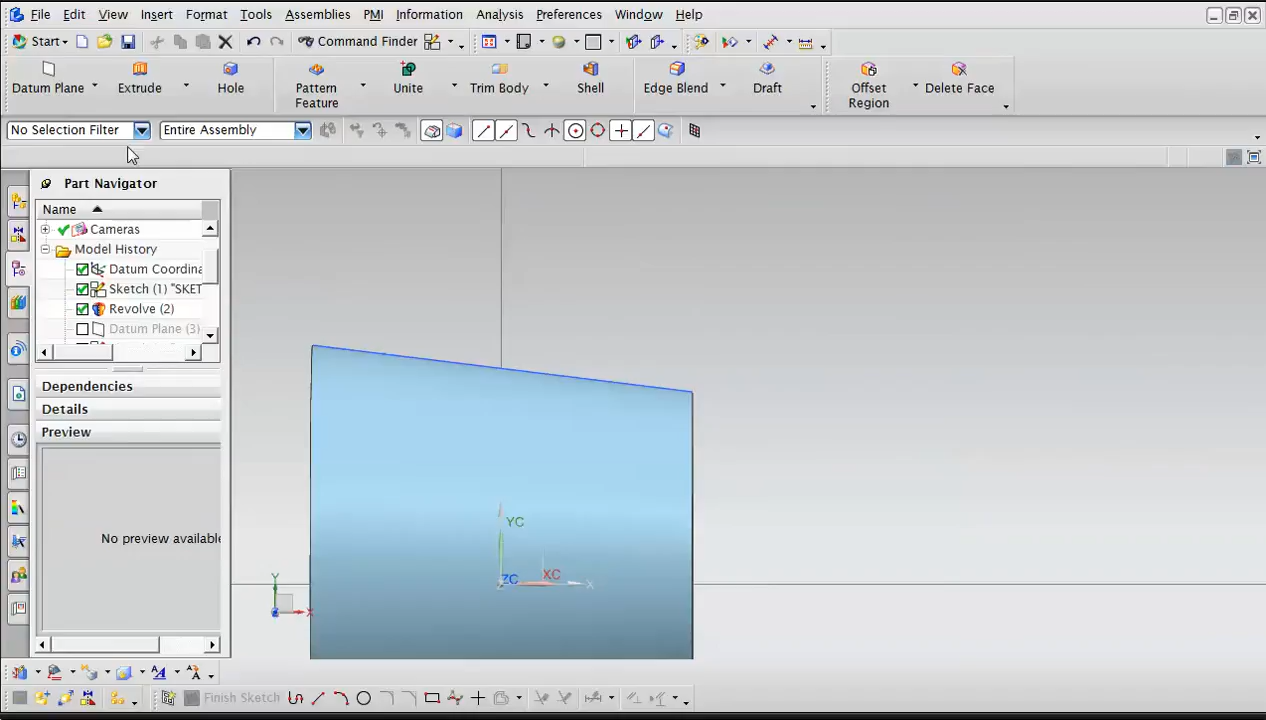 File Edit View Insert Format Tools Assemblies PMI Information Analysis Preferences Window Help
Start Command Finder
Datum Plane Extrude Hole Pattern Feature Unite Trim Body Shell Edge Blend Draft Offset Region Delete Face
No Selection Filter Entire Assembly
Part Navigator
Name
Cameras
Model History
Datum Coordina
Sketch (1) "SKET
Revolve (2)
Datum Plane (3)
Dependencies
Details
Preview
No preview available
YC
ZC XC X
Y
X
Finish Sketch